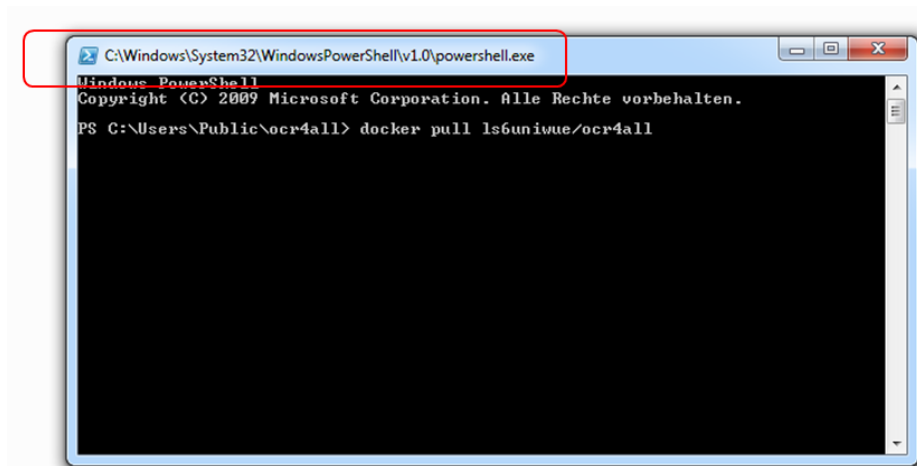 C:\Windows\System32\WindowsPowerShell\v1.0\powershell.exe
Windows PowerShell
Copyright (C) 2009 Microsoft Corporation. Alle Rechte vorbehalten.
PS C:\Users\Public\ocr4all> docker pull ls6uniwue/ocr4all